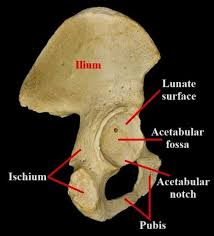 Ilium
Lunate
surface
Acetabular
fossa
Ischium
Acetabular
notch
Pubis